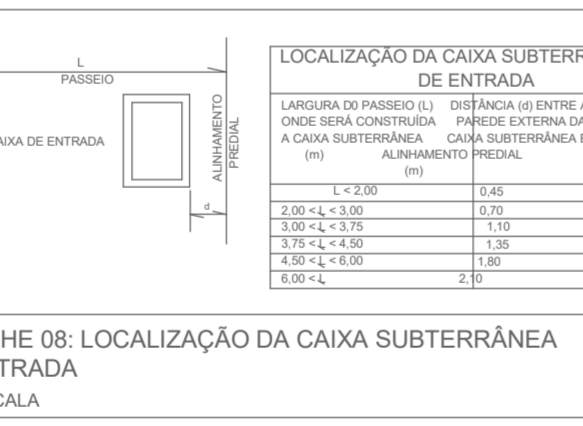 L
PASSEIO
AIXA DE ENTRADA
ALINHAMENTO
PREDIAL
d
LOCALIZAÇÃO DA CAIXA SUBTERR
DE ENTRADA
LARGURA D0 PASSEIO (L) DISTÂNCIA (d) ENTRE A
ONDE SERÁ CONSTRUÍDA PAREDE EXTERNA DA
A CAIXA SUBTERRÂNEA CAIXA SUBTERRÂNEA E
(m) ALINHAMENTO PREDIAL
(m)
L < 2,00 0,45
2,00 < L < 3,00 0,70
3,00 < L < 3,75 1,10
3,75 < L < 4,50 1,35
4,50 < L < 6,00 1,80
6,00 < L 2,10
HE 08: LOCALIZAÇÃO DA CAIXA SUBTERRÂNEA
TRADA
CALA